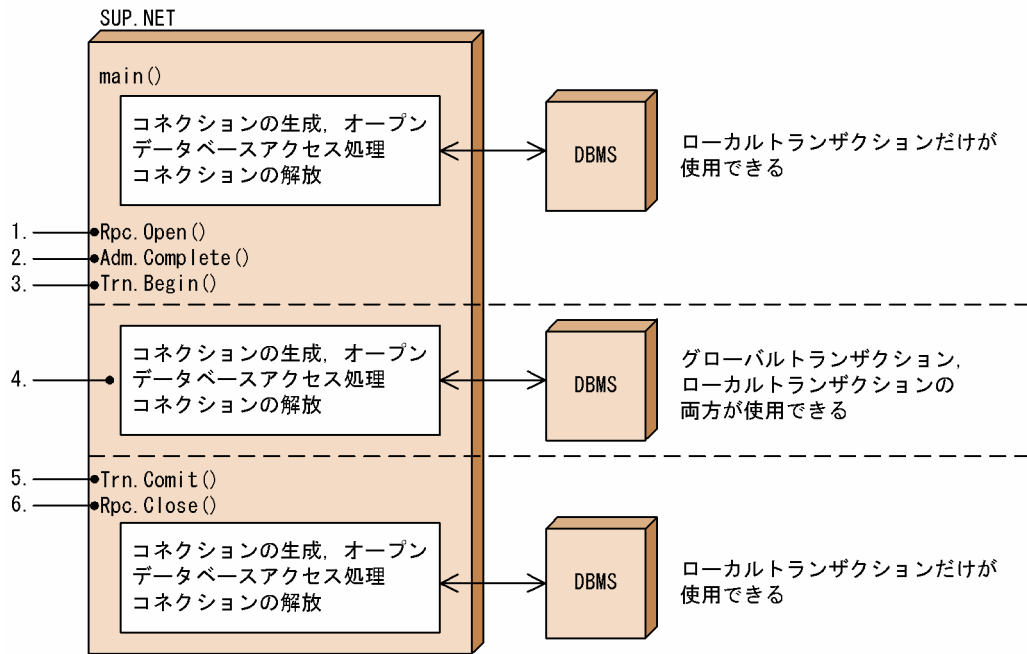 SUP.NET
main()
コネクションの生成，オープン
データベースアクセス処理
コネクションの解放
DBMS
ローカルトランザクションだけが
使用できる
1.
Rpc.Open()
2.
Adm.Complete()
3.
Trn.Begin()
4.
コネクションの生成，オープン
データベースアクセス処理
コネクションの解放
DBMS
グローバルトランザクション，
ローカルトランザクションの
両方が使用できる
5.
Trn.Comit()
6.
Rpc.Close()
コネクションの生成，オープン
データベースアクセス処理
コネクションの解放
DBMS
ローカルトランザクションだけが
使用できる